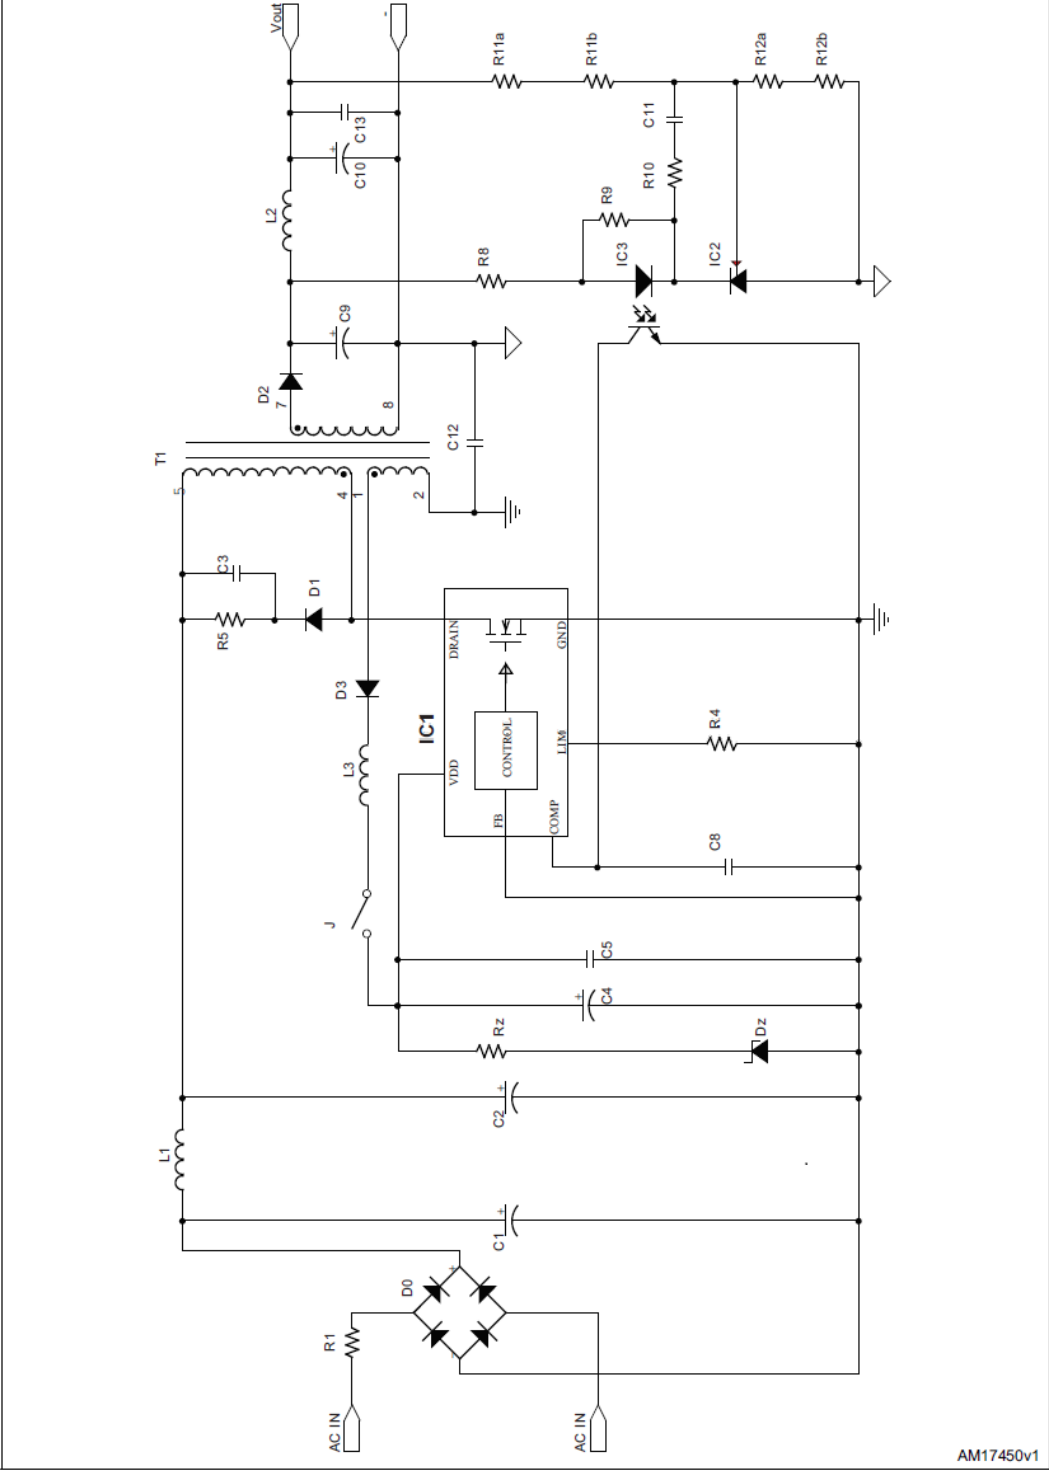 Vout
-
R11a
R11b
R12a
R12b
C13
C11
C10
R10
L2
R9
R8
IC3
IC2
C9
D2
7
8
C12
T1
5
4
1
2
C3
D1
R5
DRAIN
GND
D3
IC1
R4
L3
VDD
CONTROL
LIM
FB
COMP
C8
J
C5
C4
Rz
Dz
C2
L1
C1
D0
R1
AC IN
AC IN
AM17450v1